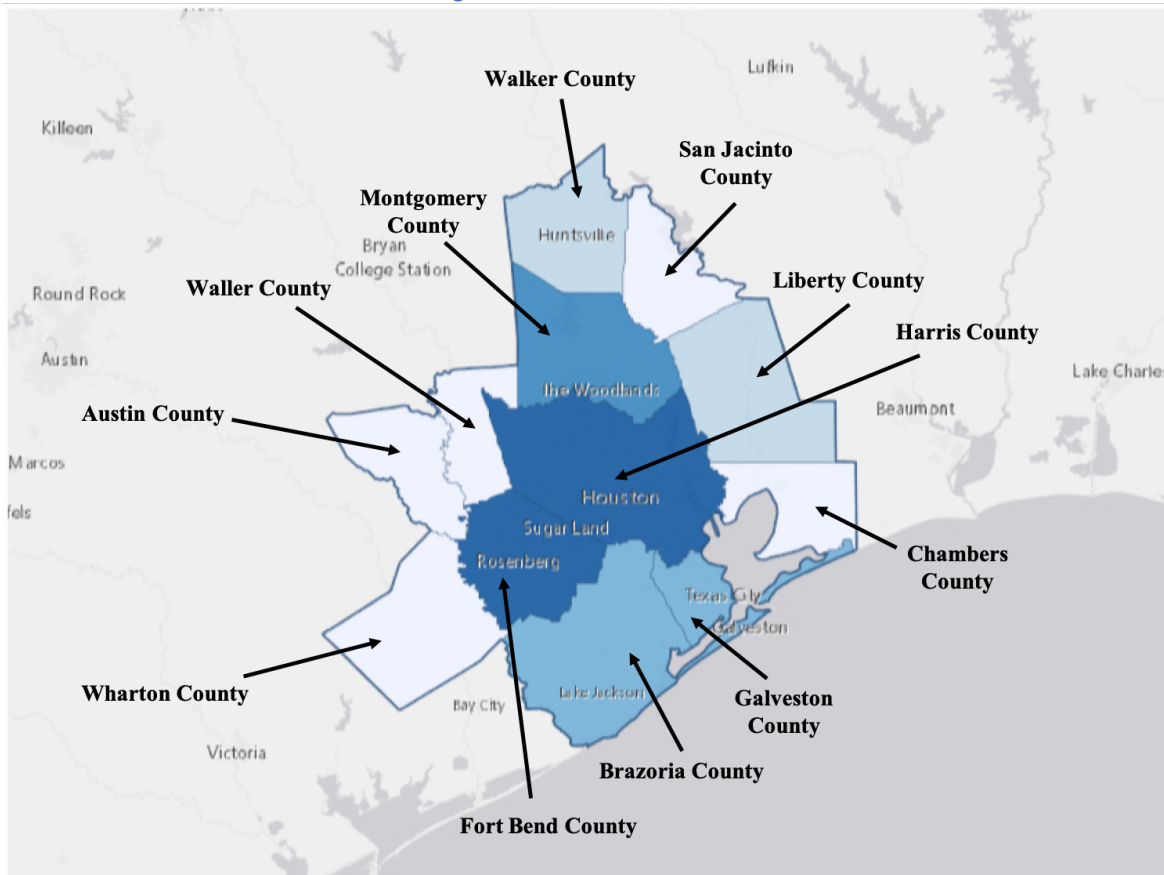 Lufkin
Walker County
Killeen
San Jacinto
County
Montgomery
County
Huntsville
Bryan
College Station
Waller County
Liberty County
Round Rock
Harris County
Austin
Lake Charles
The Woodlands
Austin County
Beaumont
Marcos
Houston
fels
Sugar Land
Rosenberg
Chambers
County
Texas City
Galveston
Wharton County
Lake Jackson
Galveston
County
Bay City
Victoria
Brazoria County
Fort Bend County